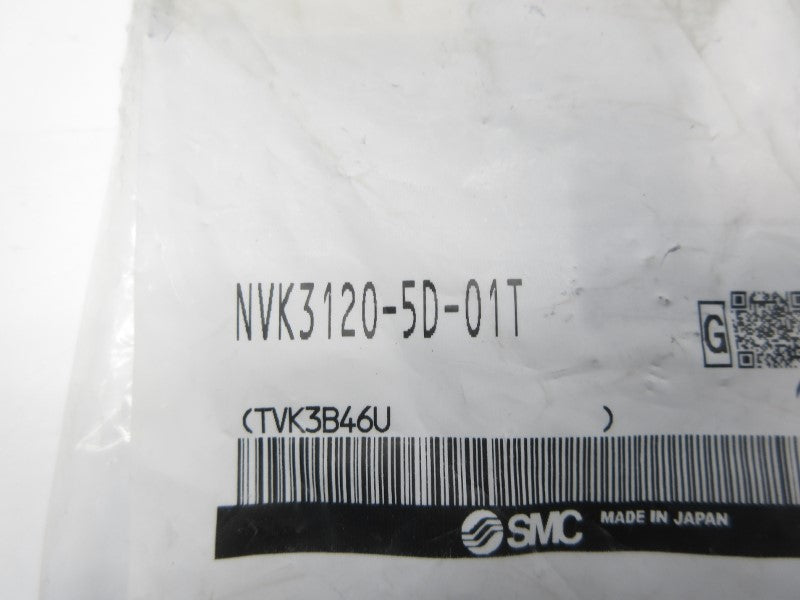 NVK3120-5D-01T
G
(TVK3B46U )
SMC MADE IN JAPAN